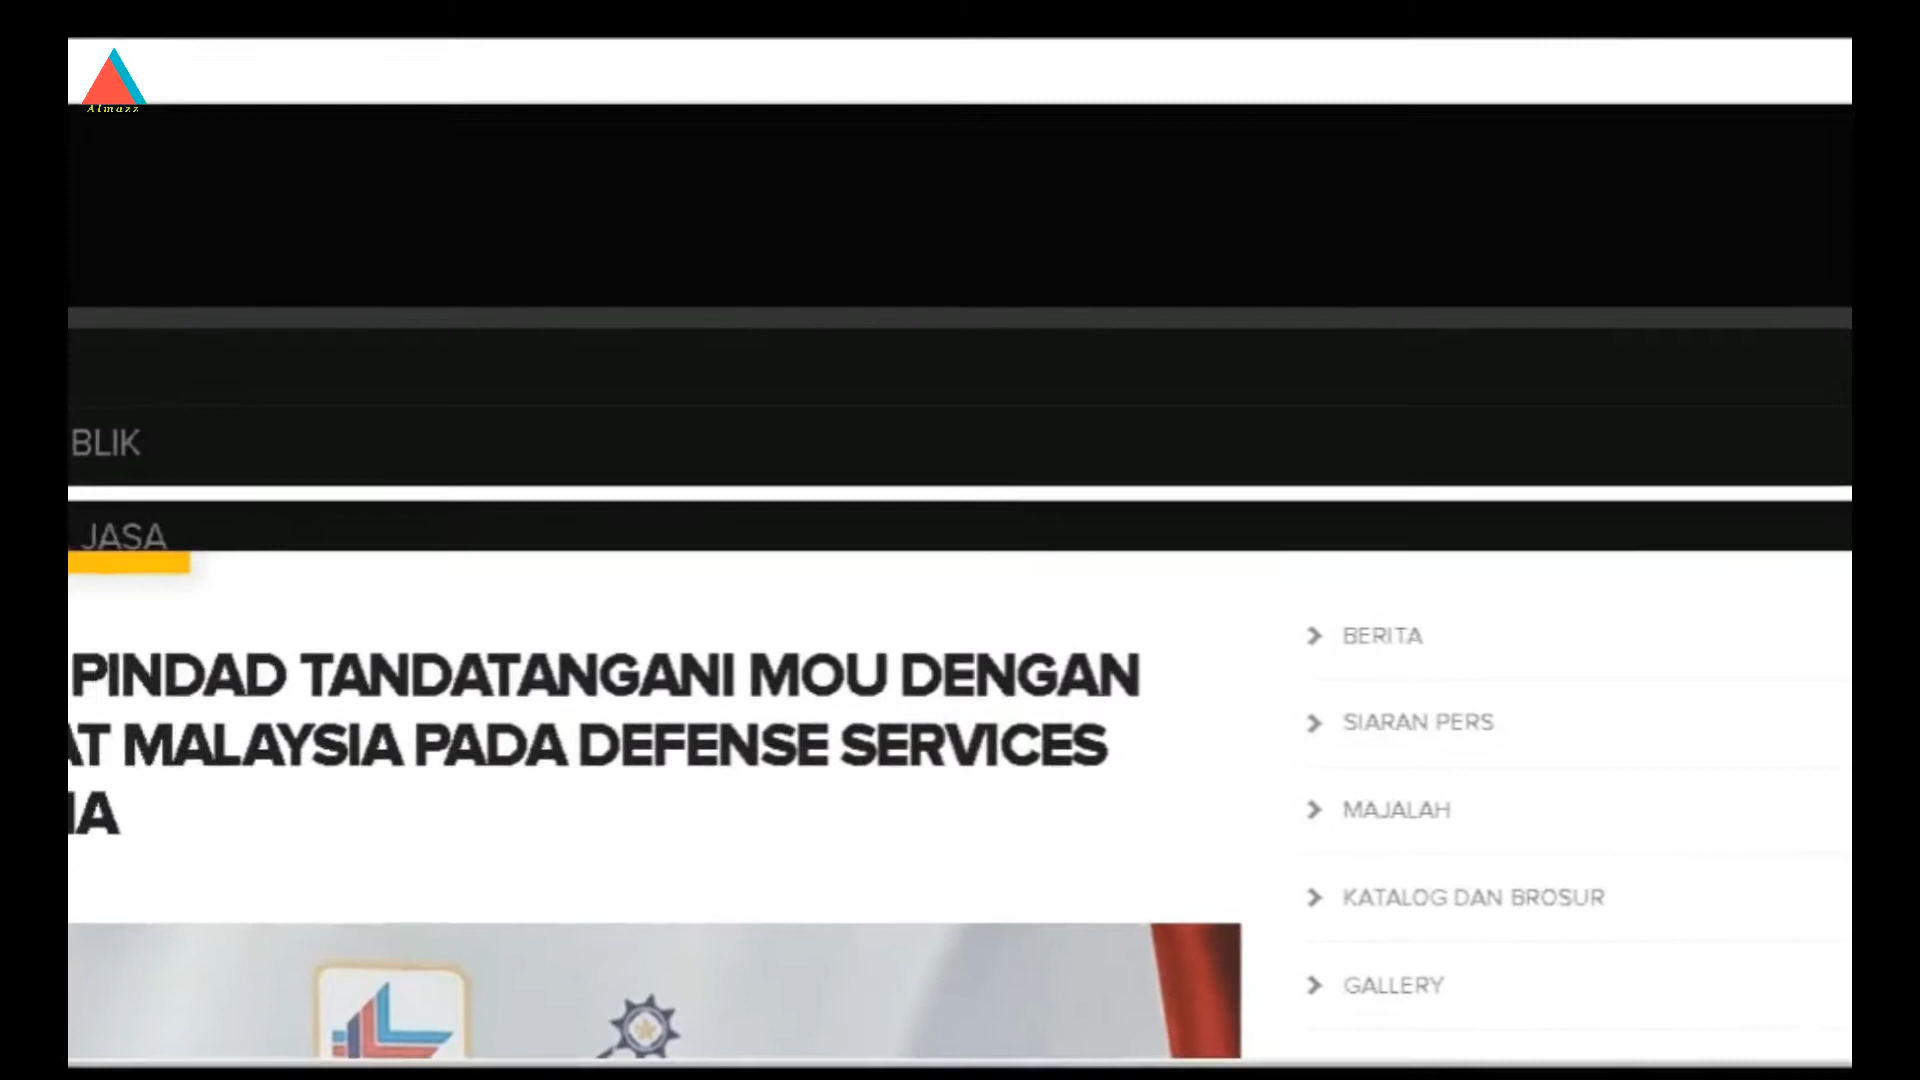 Almazz
BLIK
JASA
PINDAD TANDATANGANI MOU DENGAN
AT MALAYSIA PADA DEFENSE SERVICES
IA
BERITA
SIARAN PERS
MAJALAH
KATALOG DAN BROSUR
GALLERY